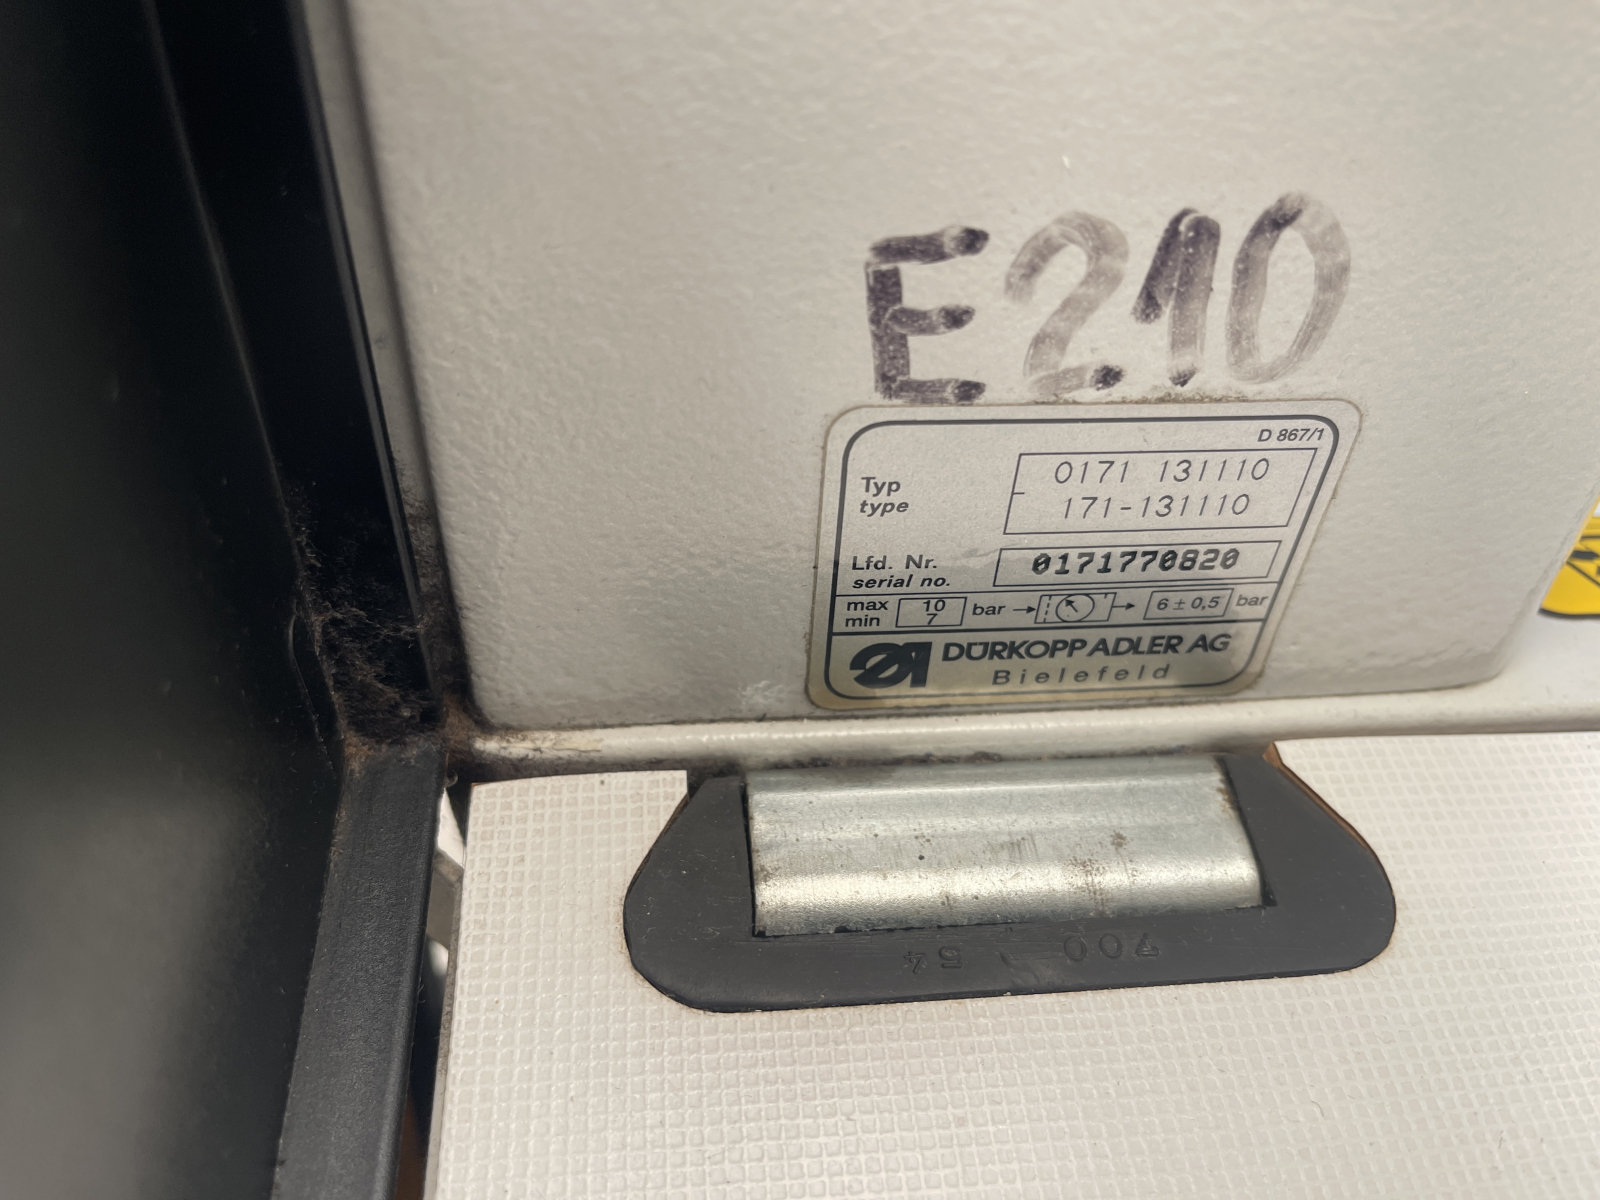 E210
D 867/1
Typ
type
0171 131110
171-131110
Lfd. Nr.
serial no.
0171770820
max
min
10
7
bar
6 ± 0,5 bar
DÜRKOPP ADLER AG
Bielefeld
700 54